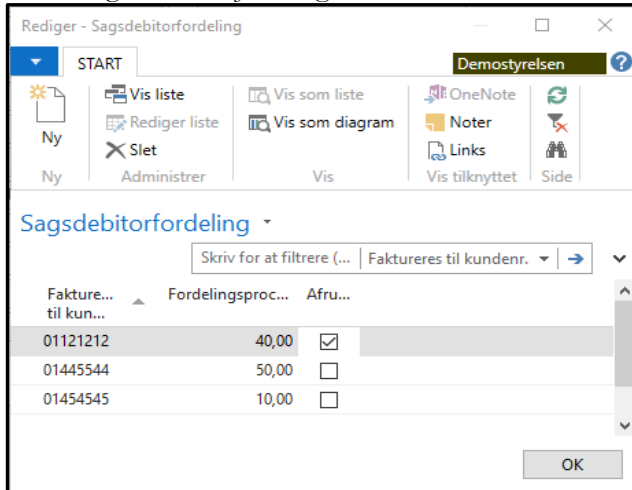 Rediger - Sagsdebitorfordeling
START
Demostyrelsen
Ny
Vis liste
Rediger liste
Slet
Vis som liste
Vis som diagram
OneNote
Noter
Links
Ny
Administrer
Vis
Vis tilknyttet
Side
Sagsdebitorfordeling
Skriv for at filtrere (... Faktureres til kundenr.
Fakture... til kun... Fordelingsproc... Afru...
01121212 40,00
01445544 50,00
01454545 10,00
OK